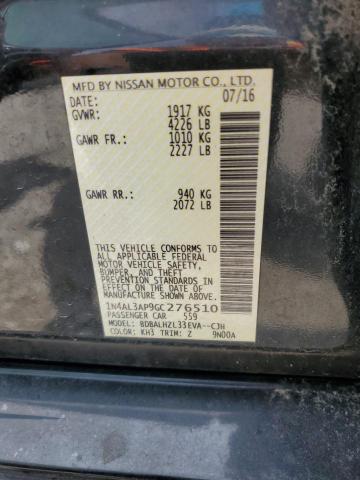 MFD BY NISSAN MOTOR CO., LTD.
DATE: 07/16
GVWR: 1917 KG
4226 LB
GAWR FR.: 1010 KG
2227 LB
GAWR RR.: 940 KG
2072 LB
THIS VEHICLE CONFORMS TO
ALL APPLICABLE FEDERAL
MOTOR VEHICLE SAFETY,
BUMPER, AND THEFT
PREVENTION STANDARDS
IN EFFECT ON THE DATE OF
MANUFACTURE SHOWN ABOVE.
1N4AL3AP9GC276510
PASSENGER CAR 559
MODEL: BDBALHZL33EVA--CJH
COLOR: KH3 TRIM: Z 9N00A